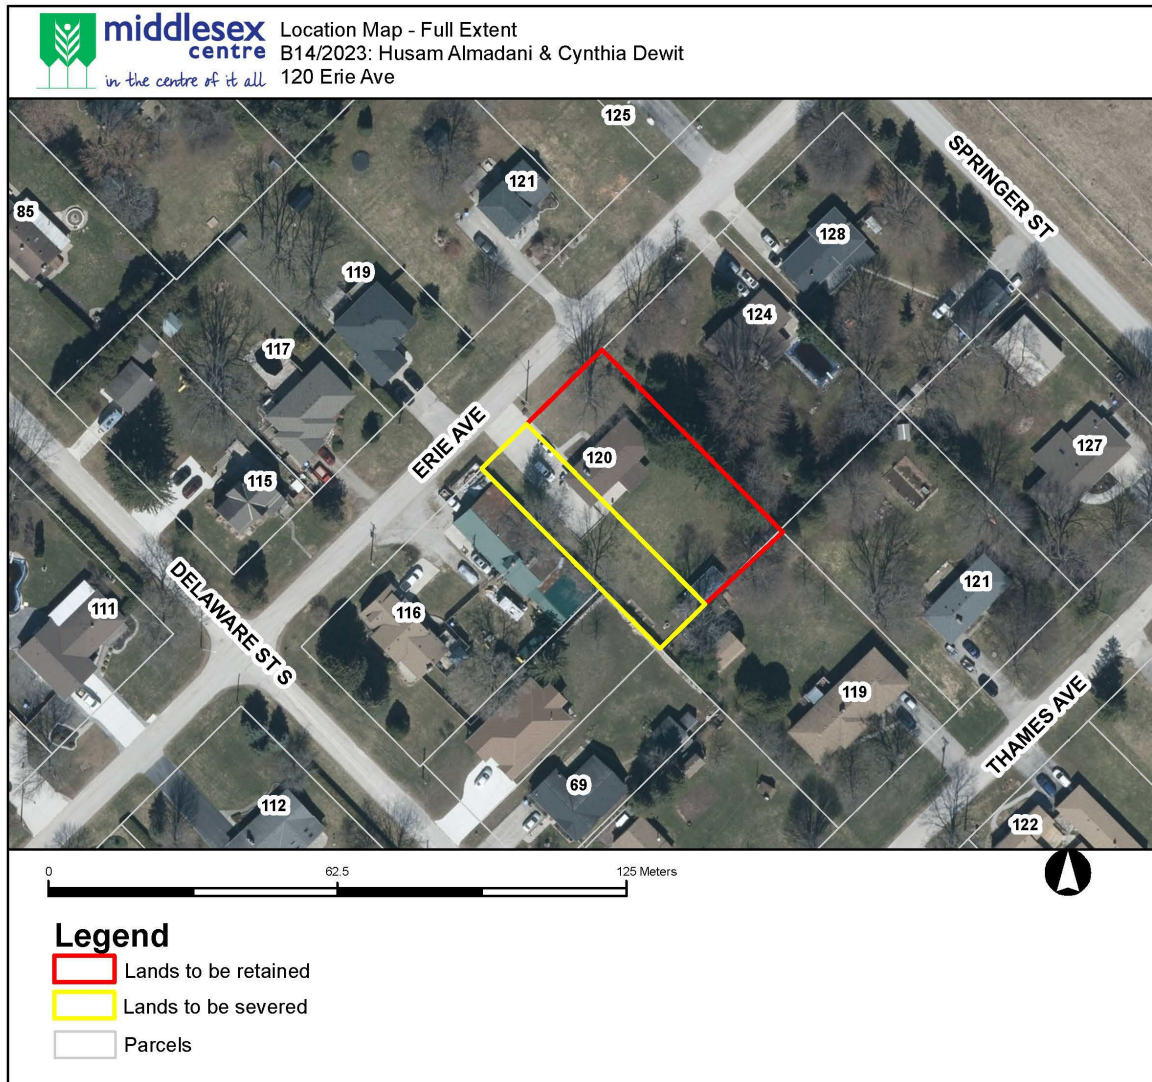 middlesex
centre
in the centre of it all
Location Map - Full Extent
B14/2023: Husam Almadani & Cynthia Dewit
120 Erie Ave
125
SPRINGER ST
121
85
128
119
124
117
ERIE AVE
127
120
115
DELAWARE ST S
111
116
121
119
THAMES AVE
69
112
122
0
62.5
125 Meters
Legend
Lands to be retained
Lands to be severed
Parcels